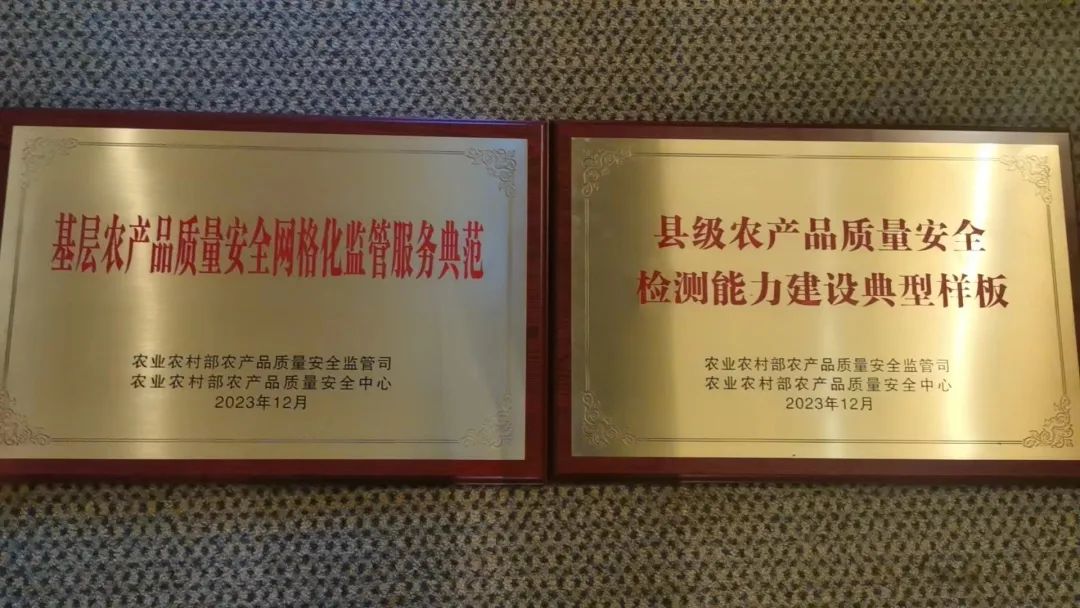 基层农产品质量安全网格化监管服务典范
农业农村部农产品质量安全监管司
农业农村部农产品质量安全中心
2023年12月
县级农产品质量安全
检测能力建设典型样板
农业农村部农产品质量安全监管司
农业农村部农产品质量安全中心
2023年12月